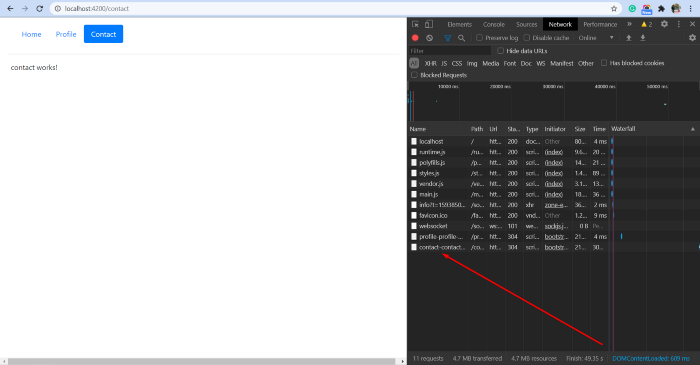 localhost:4200/contact
Home Profile Contact
contact works!
Elements Console Sources Network Performance » 2
Preserve log Disable cache Online
Filter Hide data URLs
All XHR JS CSS Img Media Font Doc WS Manifest Other Has blocked cookies
Blocked Requests
10000 ms 20000 ms 30000 ms 40000 ms 50000 ms
Name Path Url Sta... Type Initiator Size Time Waterfall
localhost / htt... 200 doc... Other 80... 4 ms
runtime.js /ru... htt... 200 scri... (index) 9.6... 20 ...
polyfills.js /p... htt... 200 scri... (index) 14... 21 ...
styles.js /st... htt... 200 scri... (index) 1.4... 89 ...
vendor.js /ve... htt... 200 scri... (index) 3.1... 13...
main.js /m... htt... 200 scri... (index) 18... 36 ...
info?t=1593850... /so... htt... 200 xhr zone-e... 36... 2 ms
favicon.ico /fa... htt... 200 vnd... Other 1.2... 9 ms
websocket /so... wc... 101 we... sockjs.j... 0 B
profile-profile-... /pr... htt... 304 scri... bootstr... 21... 4 ms
contact-contact... /co... htt... 304 scri... bootstr... 21... 30...
11 requests 4.7 MB transferred 4.7 MB resources Finish: 49.35 s DOMContentLoaded: 609 ms